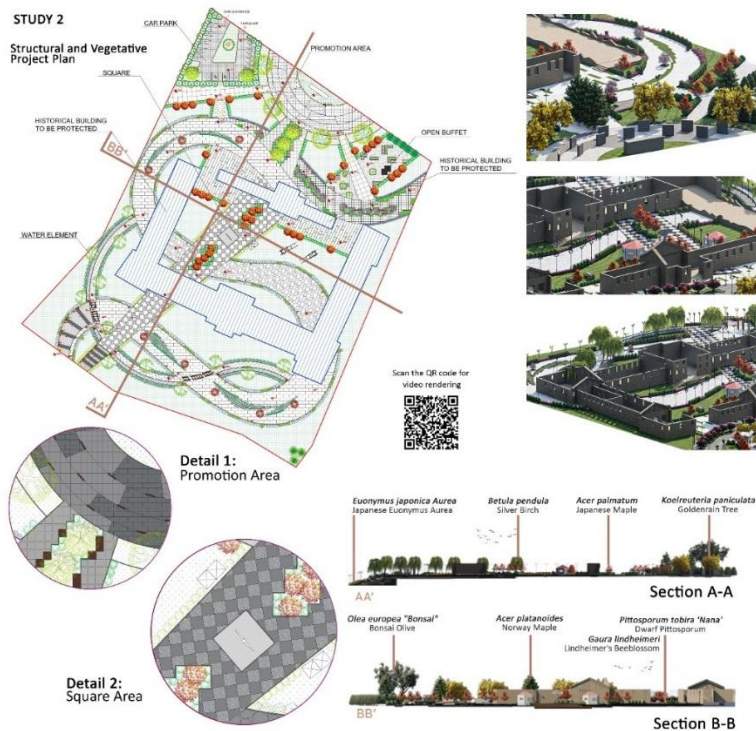 STUDY 2
Structural and Vegetative
Project Plan
CAR PARK
PROMOTION AREA
SQUARE
HISTORICAL BUILDING
TO BE PROTECTED
BB'
OPEN BUFFET
HISTORICAL BUILDING
TO BE PROTECTED
WATER ELEMENT
AA'
Scan the QR code for
video rendering
Detail 1:
Promotion Area
Detail 2:
Square Area
Euonymus japonica Aurea
Japanese Euonymus Aurea
Betula pendula
Silver Birch
Acer palmatum
Japanese Maple
Koelreuteria paniculata
Goldenrain Tree
AA'
Section A-A
Olea europea "Bonsai"
Bonsai Olive
Acer platanoides
Norway Maple
Gaura lindheimeri
Lindheimer's Beeblossom
Pittosporum tobira 'Nana'
Dwarf Pittosporum
BB'
Section B-B